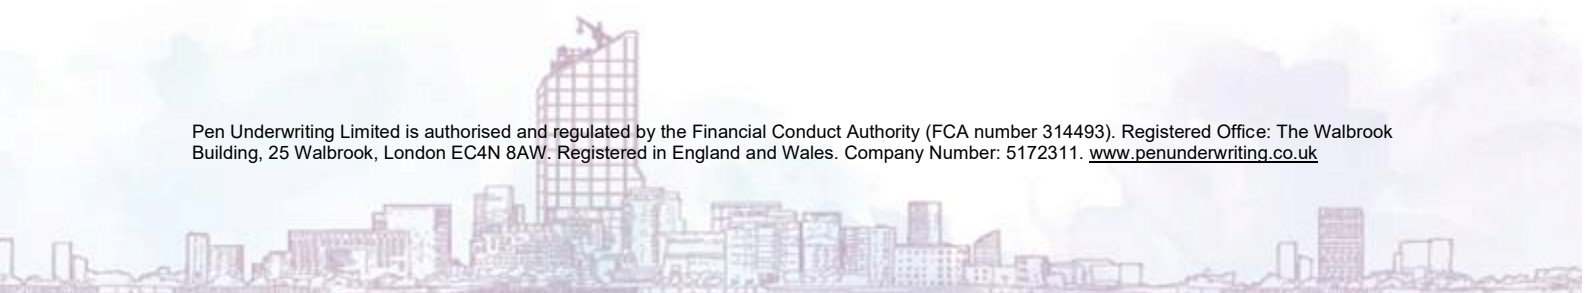 Pen Underwriting Limited is authorised and regulated by the Financial Conduct Authority (FCA number 314493). Registered Office: The Walbrook
Building, 25 Walbrook, London EC4N 8AW. Registered in England and Wales. Company Number: 5172311. www.penunderwriting.co.uk